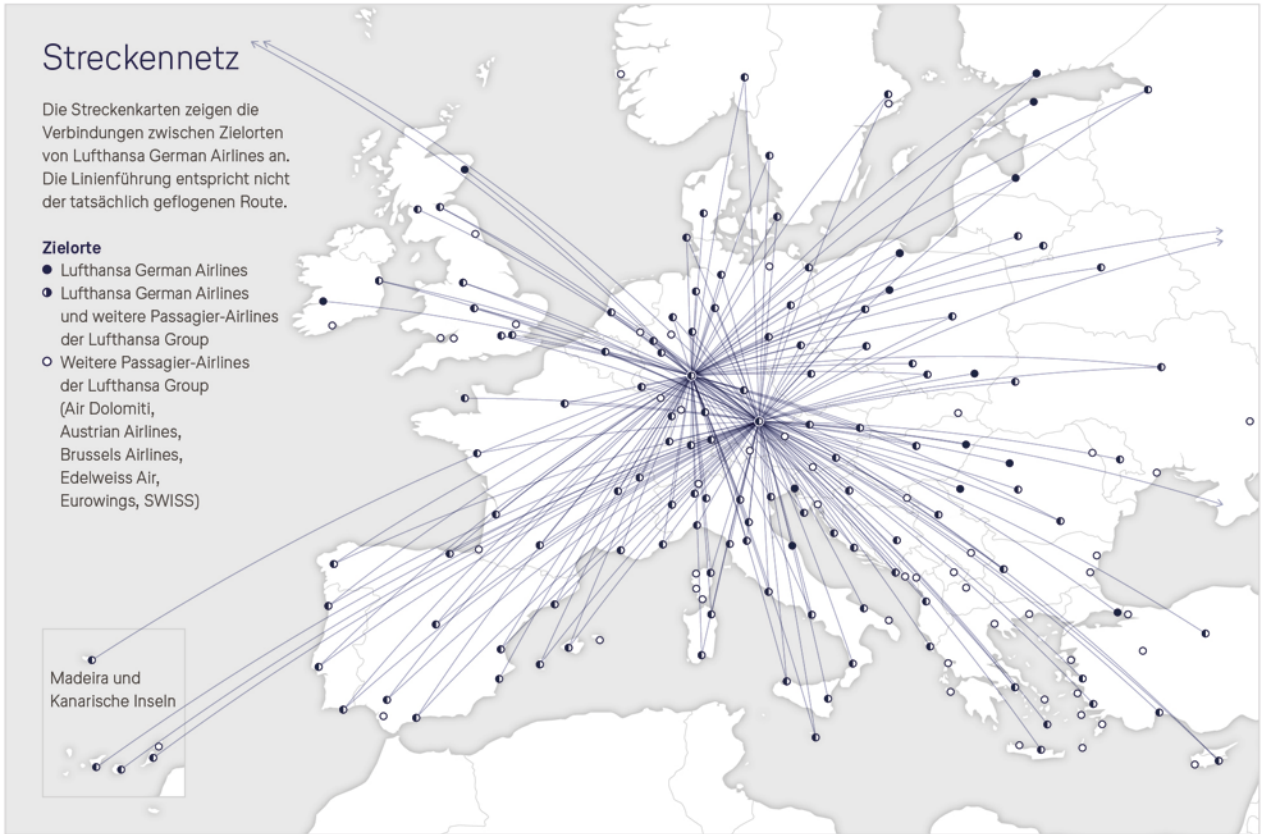 Streckennetz
Die Streckenkarten zeigen die
Verbindungen zwischen Zielorten
von Lufthansa German Airlines an.
Die Linienführung entspricht nicht
der tatsächlich geflogenen Route.
Zielorte
Lufthansa German Airlines
Lufthansa German Airlines
und weitere Passagier-Airlines
der Lufthansa Group
Weitere Passagier-Airlines
der Lufthansa Group
(Air Dolomiti,
Austrian Airlines,
Brussels Airlines,
Edelweiss Air,
Eurowings, SWISS)
Madeira und
Kanarische Inseln